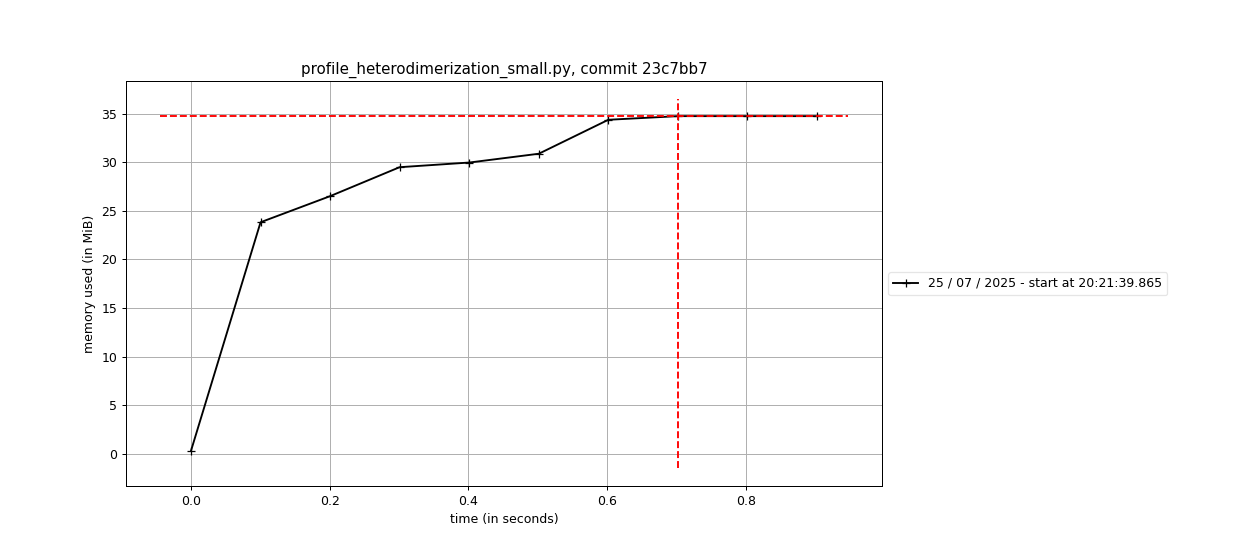 profile_heterodimerization_small.py, commit 23c7bb7
memory used (in MiB)
35
30
25
20
15
10
5
0
0.0 0.2 0.4 0.6 0.8
time (in seconds)
25 / 07 / 2025 - start at 20:21:39.865